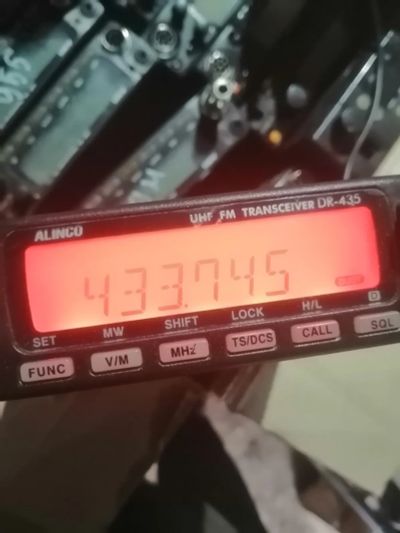 ALINCO UHF FM TRANSCEIVER DR-435
433.745
SET MW SHIFT LOCK H/L D
FUNC V/M MHz TS/DCS CALL SQL